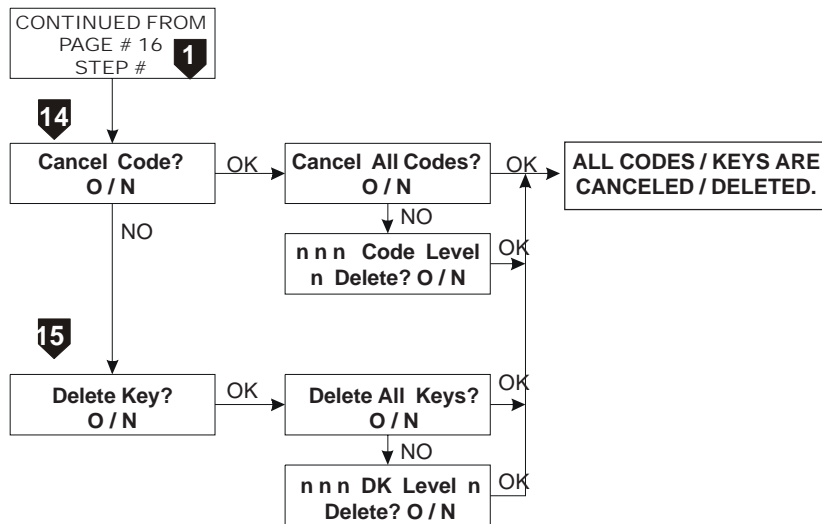 CONTINUED FROM
PAGE # 16
STEP #
1
14
Cancel Code?
O / N
OK
Cancel All Codes?
O / N
OK
ALL CODES / KEYS ARE
CANCELED / DELETED.
NO
NO
n n n Code Level
n Delete? O / N
OK
15
Delete Key?
O / N
OK
Delete All Keys?
O / N
OK
NO
n n n DK Level n
Delete? O / N
OK